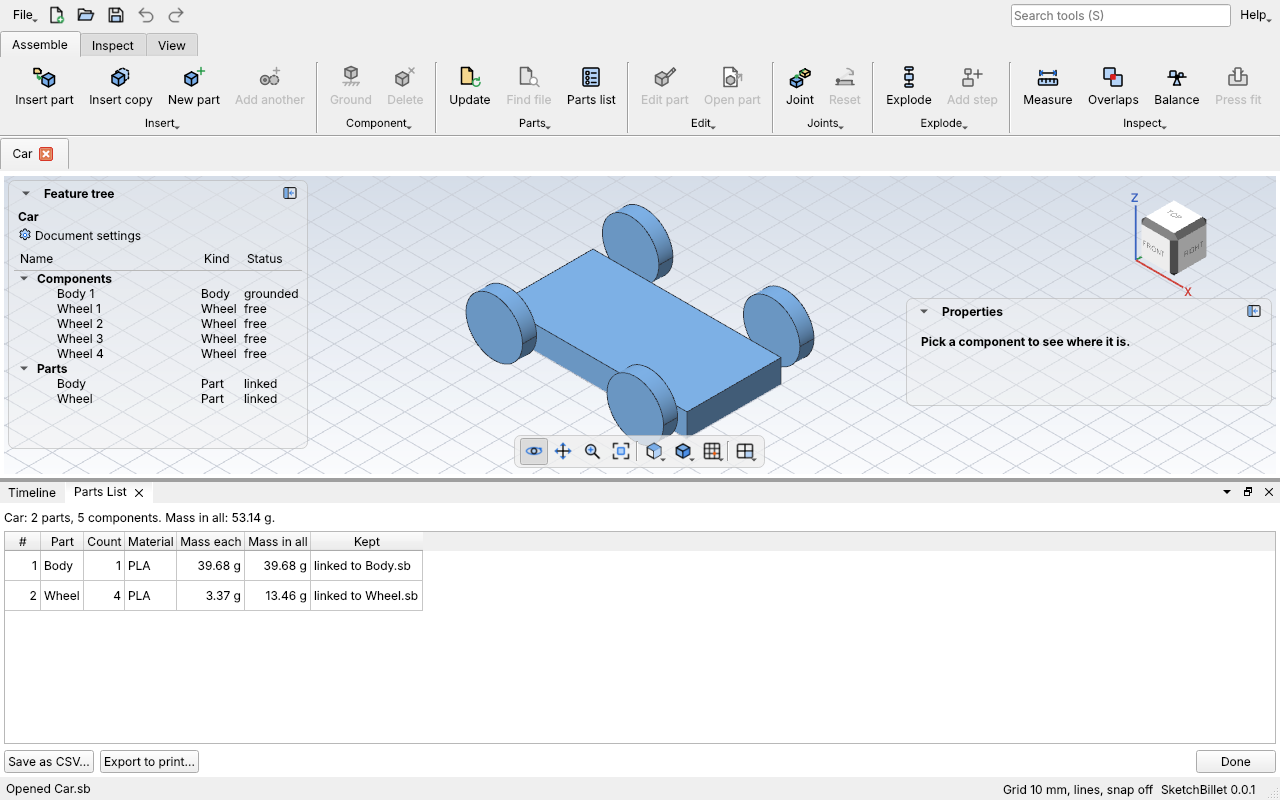 File
Search tools (S)
Help
Assemble
Inspect
View
Insert part
Insert copy
New part
Add another
Ground
Delete
Update
Find file
Parts list
Edit part
Open part
Joint
Reset
Explode
Add step
Measure
Overlaps
Balance
Press fit
Insert
Component
Parts
Edit
Joints
Explode
Inspect
Car
Feature tree
Car
Document settings
Name Kind Status
Components
Body 1 Body grounded
Wheel 1 Wheel free
Wheel 2 Wheel free
Wheel 3 Wheel free
Wheel 4 Wheel free
Parts
Body Part linked
Wheel Part linked
Z
TOP
FRONT
RIGHT
X
Properties
Pick a component to see where it is.
Timeline
Parts List
Car: 2 parts, 5 components. Mass in all: 53.14 g.
# Part Count Material Mass each Mass in all Kept
1 Body 1 PLA 39.68 g 39.68 g linked to Body.sb
2 Wheel 4 PLA 3.37 g 13.46 g linked to Wheel.sb
Save as CSV...
Export to print...
Done
Opened Car.sb
Grid 10 mm, lines, snap off
SketchBillet 0.0.1